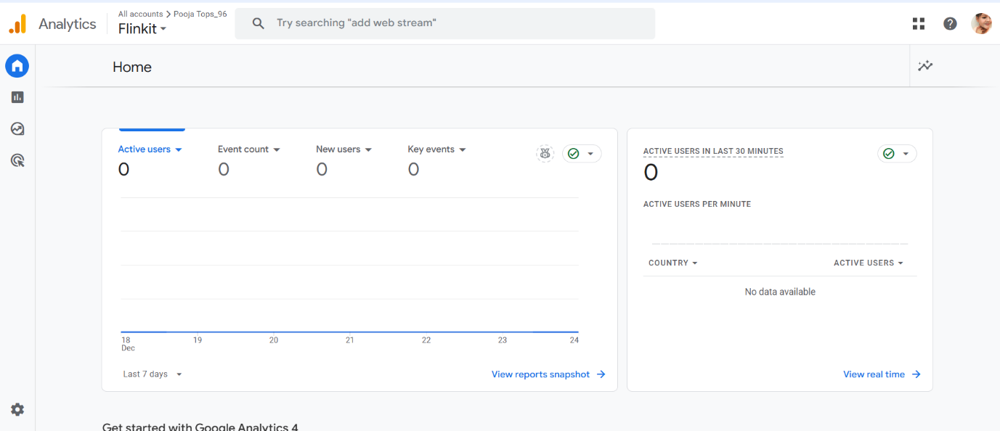 Analytics
All accounts > Pooja Tops_96
Flinkit
Try searching "add web stream"
Home
Active users
0
Event count
0
New users
0
Key events
0
18
Dec
19
20
21
22
23
24
Last 7 days
View reports snapshot
ACTIVE USERS IN LAST 30 MINUTES
0
ACTIVE USERS PER MINUTE
COUNTRY
ACTIVE USERS
No data available
View real time
Get started with Google Analytics 4